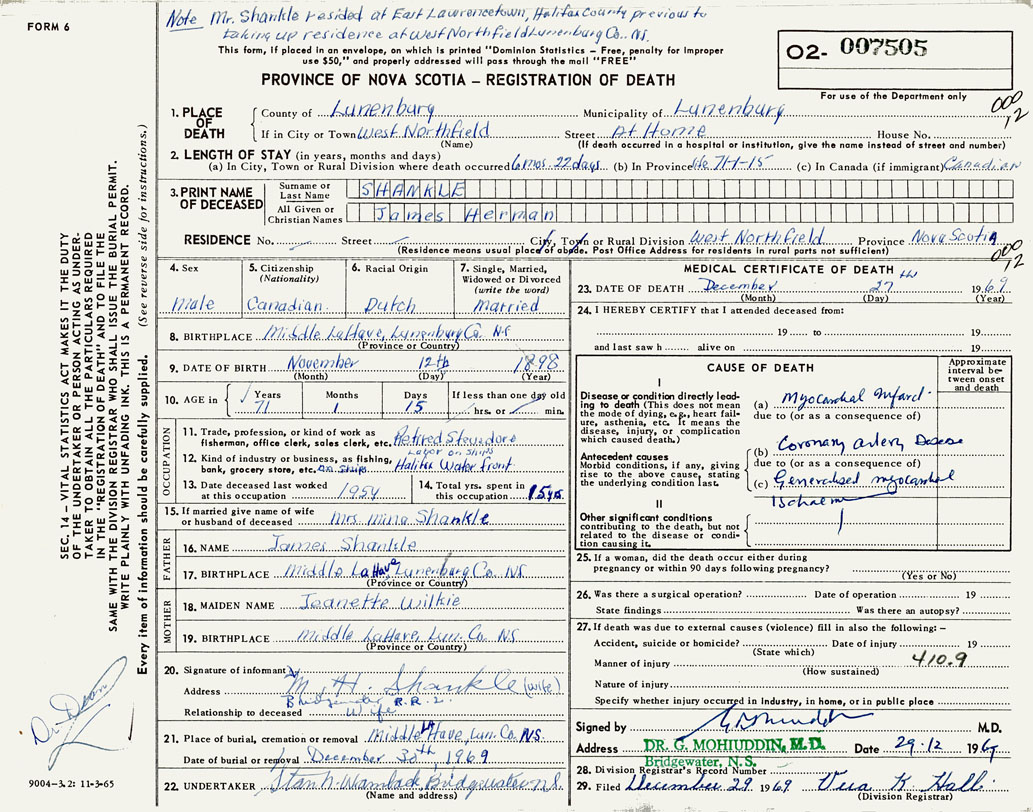 Note Mr. Shankle resided at East Lawrencetown, Halifax County previous to
taking up residence at West Northfield Lunenburg Co., N.S.
FORM 6
This form, if placed in an envelope, on which is printed "Dominion Statistics – Free, penalty for improper
use $50," and properly addressed will pass through the mail "FREE"
02- 007505
For use of the Department only
PROVINCE OF NOVA SCOTIA – REGISTRATION OF DEATH
000
12
1. PLACE OF DEATH
County of Lunenburg Municipality of Lunenburg
If in City or Town West Northfield Street At Home House No.
(Name) (If death occurred in a hospital or institution, give the name instead of street and number)
2. LENGTH OF STAY (in years, months and days)
(a) In City, Town or Rural Division where death occurred 6 mos. 22 days (b) In Province life 71-1-15 (c) In Canada (if immigrant) Canadian
3. PRINT NAME OF DECEASED
Surname or Last Name SHANKLE
All Given or Christian Names James Herman
RESIDENCE No. Street City, Town or Rural Division West Northfield Province Nova Scotia
(Residence means usual place of abode. Post Office Address for residents in rural parts not sufficient)
000
12
4. Sex
Male
5. Citizenship
(Nationality)
Canadian
6. Racial Origin
Dutch
7. Single, Married,
Widowed or Divorced
(write the word)
Married
8. BIRTHPLACE Middle LaHave, Lunenburg Co. N.S.
(Province or Country)
9. DATE OF BIRTH November 12th 1898
(Month) (Day) (Year)
10. AGE in Years Months Days If less than one day old
71 1 15 hrs. or min.
OCCUPATION
11. Trade, profession, or kind of work as
fisherman, office clerk, sales clerk, etc. Retired Stevedore
Labor on Ships
12. Kind of industry or business, as fishing,
bank, grocery store, etc. on Ships Halifax Water Front
13. Date deceased last worked
at this occupation 1954
14. Total yrs. spent in
this occupation 15 yrs.
15. If married give name of wife
or husband of deceased Mrs Mina Shankle
FATHER
16. NAME James Shankle
17. BIRTHPLACE Middle LaHave, Lunenburg Co. N.S.
(Province or Country)
MOTHER
18. MAIDEN NAME Jeanette Wilkie
19. BIRTHPLACE Middle LaHave Lun. Co. N.S.
(Province or Country)
20. Signature of informant M. H. Shankle (wife)
Address Bridgewater R.R.2.
Relationship to deceased Wife
21. Place of burial, cremation or removal Middle LaHave, Lun. Co. N.S.
Date of burial or removal December 30th, 1969
22. UNDERTAKER Bridgewater N.S.
(Name and address)
MEDICAL CERTIFICATE OF DEATH
23. DATE OF DEATH December 27 1969
(Month) (Day) (Year)
24. I HEREBY CERTIFY that I attended deceased from:
19 to 19
and last saw h alive on 19
CAUSE OF DEATH
Approximate
interval be-
tween onset
and death
I
Disease or condition directly lead-
ing to death (This does not mean
the mode of dying, e.g., heart failure,
asthenia, etc. It means the
disease, injury, or complication
which caused death.)
(a) Myocardial Infarct.
due to (or as a consequence of)
Antecedent causes
Morbid conditions, if any, giving
rise to the above cause, stating
the underlying condition last.
(b) Coronary artery Disease
due to (or as a consequence of)
(c) Generalised myocardial
Ischaemia
II
Other significant conditions
contributing to the death, but not
related to the disease or condi-
tion causing it.
25. If a woman, did the death occur either during
pregnancy or within 90 days following pregnancy?
(Yes or No)
26. Was there a surgical operation? Date of operation 19
State findings Was there an autopsy?
27. If death was due to external causes (violence) fill in also the following: –
Accident, suicide or homicide? Date of injury 19
(State which)
Manner of injury 410.9
(How sustained)
Nature of injury
Specify whether injury occurred in Industry, in home, or in public place
Signed by G. Mohiuddin M.D.
Address DR. G. MOHIUDDIN, M.D. Date 29-12 1969
Bridgewater, N.S.
28. Division Registrar's Record Number
29. Filed December 29 1969 K. Hall
(Division Registrar)
SEC. 14 – VITAL STATISTICS ACT MAKES IT THE DUTY
OF THE UNDERTAKER OR PERSON ACTING AS UNDER-
TAKER TO OBTAIN ALL THE PARTICULARS REQUIRED
IN THE "REGISTRATION OF DEATH" AND TO FILE THE
SAME WITH THE DIVISION REGISTRAR WHO SHALL ISSUE THE BURIAL PERMIT.
WRITE PLAINLY WITH UNFADING INK. THIS IS A PERMANENT RECORD.
Every item of information should be carefully supplied. (See reverse side for instructions.)
Dr. Dean
9004-3.2: 11-3-65